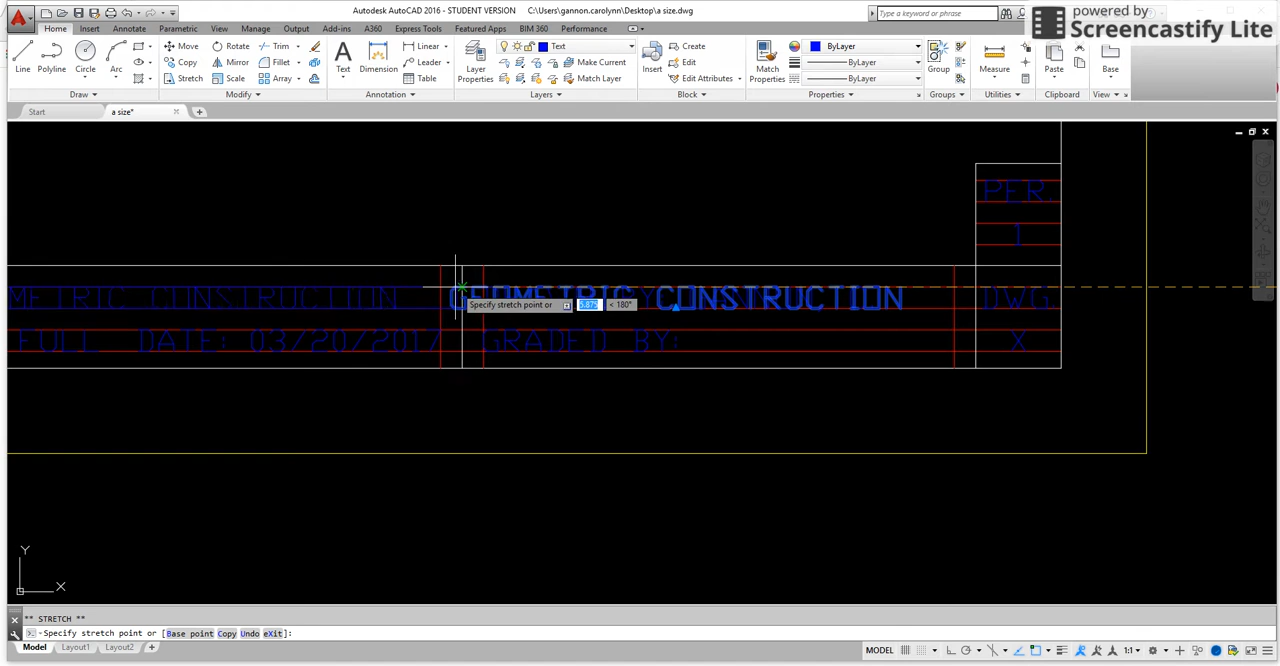 Autodesk AutoCAD 2016 - STUDENT VERSION C:\Users\gannon.carolynn\Desktop\a size.dwg
Type a keyword or phrase
powered by
Screencastify Lite
Home Insert Annotate Parametric View Manage Output Add-ins A360 Express Tools Featured Apps BIM 360 Performance
Line Polyline Circle Arc
Move Rotate Trim
Copy Mirror Fillet
Stretch Scale Array
Text Dimension
Linear
Leader
Table
Layer Properties
Text
Make Current
Match Layer
Insert
Create
Edit
Edit Attributes
Match Properties
ByLayer
ByLayer
ByLayer
Group
Measure
Paste
Base
Draw Modify Annotation Layers Block Properties Groups Utilities Clipboard View
Start a size*
PER.
1
METRIC CONSTRUCTION GEOMETRIC CONSTRUCTION DWG.
Specify stretch point or 5.875 < 180°
FULL DATE: 03/20/2017 GRADED BY: X
Y
X
** STRETCH **
Specify stretch point or [Base point Copy Undo eXit]:
Model Layout1 Layout2
MODEL 1:1